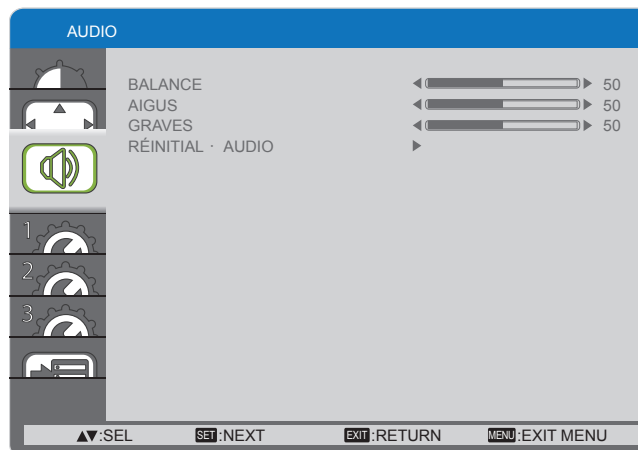 AUDIO
BALANCE 50
AIGUS 50
GRAVES 50
RÉINITIAL · AUDIO
1
2
3
▲▼:SEL SET:NEXT EXIT:RETURN MENU:EXIT MENU